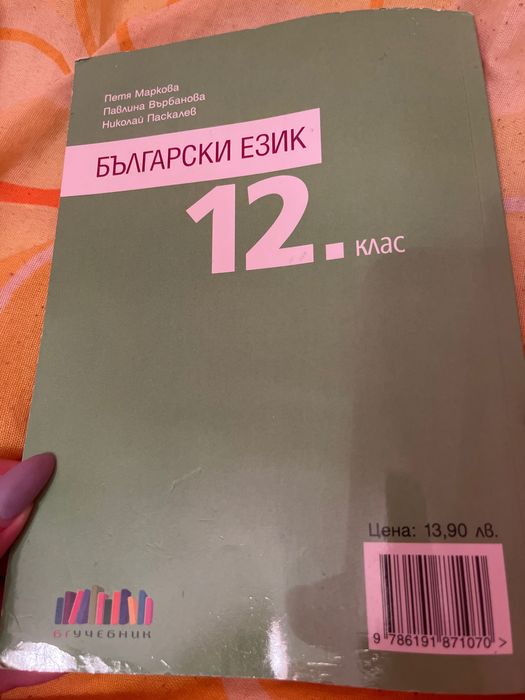 Петя Маркова
Павлина Върбанова
Николай Паскалев
БЪЛГАРСКИ ЕЗИК
12. клас
Цена: 13,90 лв.
9 786191 871070 >
БГУЧЕБНИК